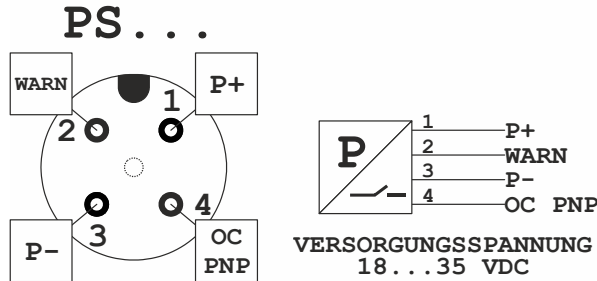 PS...
WARN
P+
1
2
3
4
P-
OC
PNP
P
1 P+
2 WARN
3 P-
4 OC PNP
VERSORGUNGSSPANNUNG
18...35 VDC